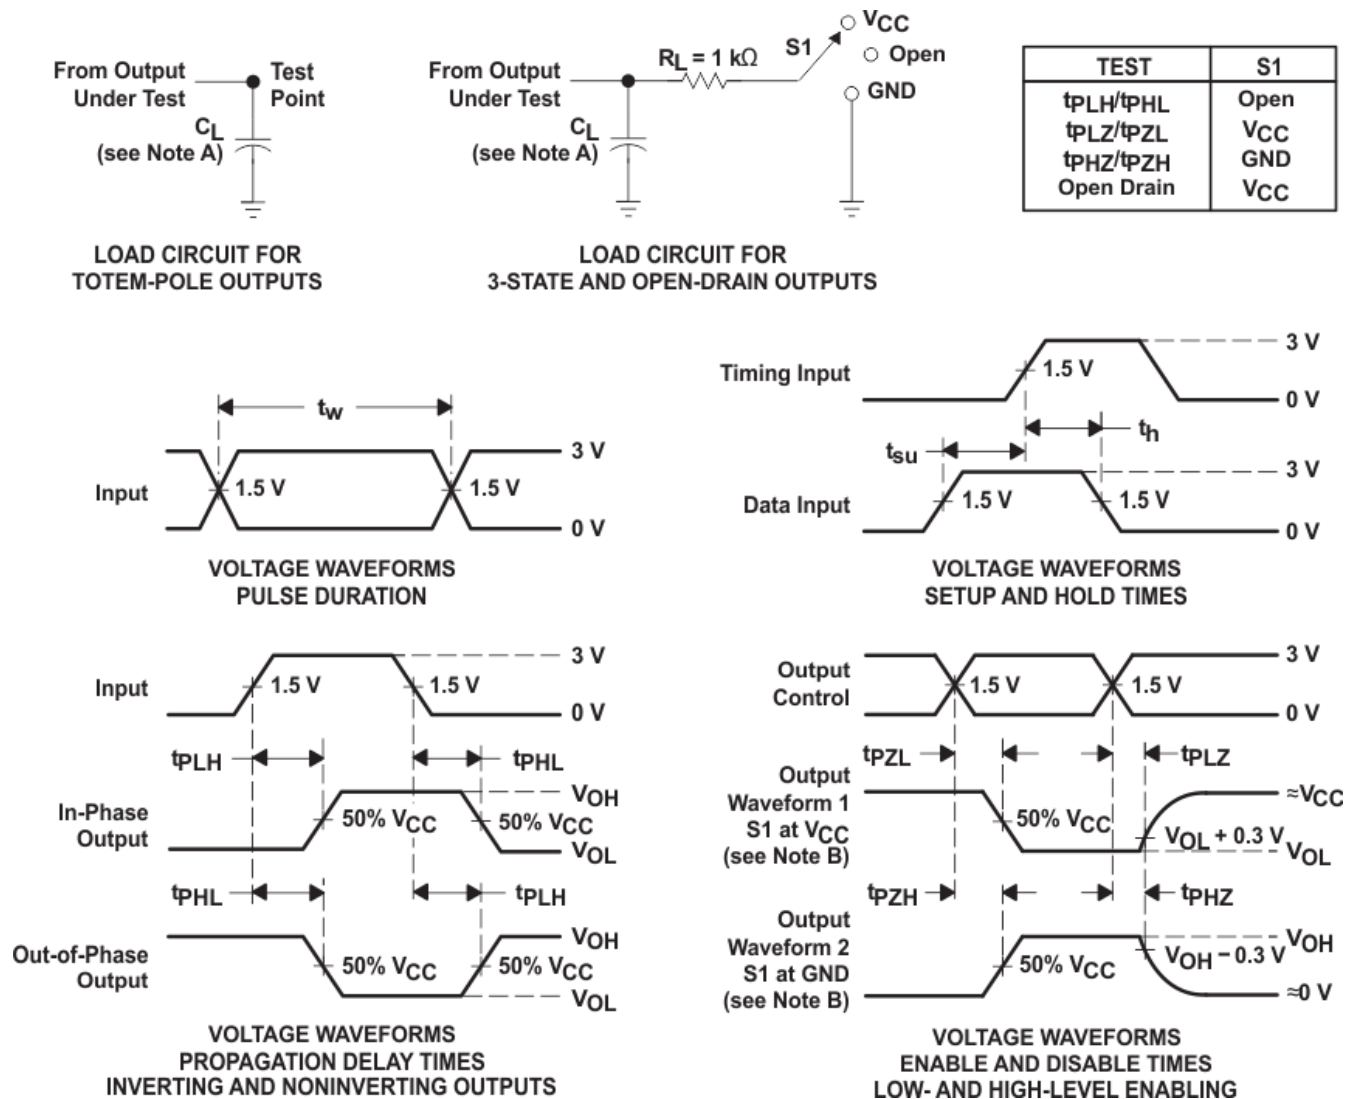 From Output
Under Test
Test
Point
CL
(see Note A)
LOAD CIRCUIT FOR
TOTEM-POLE OUTPUTS
From Output
Under Test
RL = 1 kΩ
S1
VCC
Open
GND
CL
(see Note A)
LOAD CIRCUIT FOR
3-STATE AND OPEN-DRAIN OUTPUTS
TEST S1
tPLH/tPHL Open
tPLZ/tPZL VCC
tPHZ/tPZH GND
Open Drain VCC
tw
Input
1.5 V
1.5 V
3 V
0 V
VOLTAGE WAVEFORMS
PULSE DURATION
Timing Input
1.5 V
3 V
0 V
tsu
th
Data Input
1.5 V
1.5 V
3 V
0 V
VOLTAGE WAVEFORMS
SETUP AND HOLD TIMES
Input
1.5 V
1.5 V
3 V
0 V
tPLH
tPHL
In-Phase
Output
50% VCC
50% VCC
VOH
VOL
tPHL
tPLH
Out-of-Phase
Output
50% VCC
50% VCC
VOH
VOL
VOLTAGE WAVEFORMS
PROPAGATION DELAY TIMES
INVERTING AND NONINVERTING OUTPUTS
Output
Control
1.5 V
1.5 V
3 V
0 V
tPZL
tPLZ
Output
Waveform 1
S1 at VCC
(see Note B)
50% VCC
VOL + 0.3 V
≈VCC
VOL
tPZH
tPHZ
Output
Waveform 2
S1 at GND
(see Note B)
50% VCC
VOH − 0.3 V
VOH
≈0 V
VOLTAGE WAVEFORMS
ENABLE AND DISABLE TIMES
LOW- AND HIGH-LEVEL ENABLING